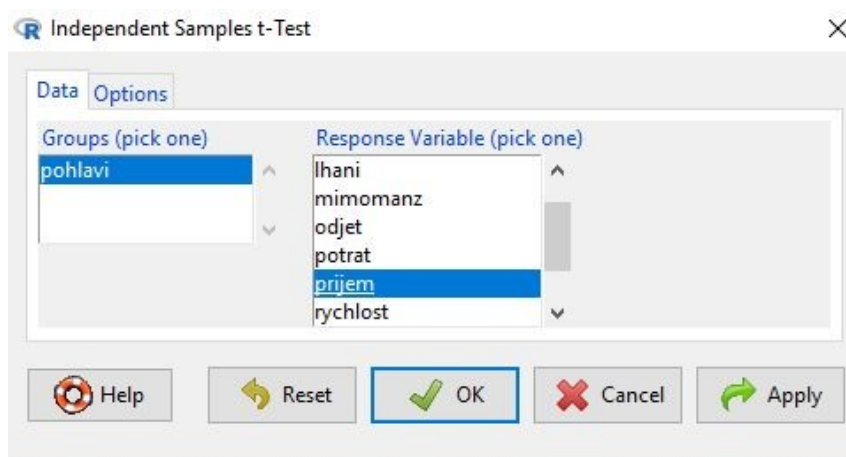 R Independent Samples t-Test
Data Options
Groups (pick one)
pohlavi
Response Variable (pick one)
lhani
mimomanz
odjet
potrat
prijem
rychlost
Help Reset OK Cancel Apply